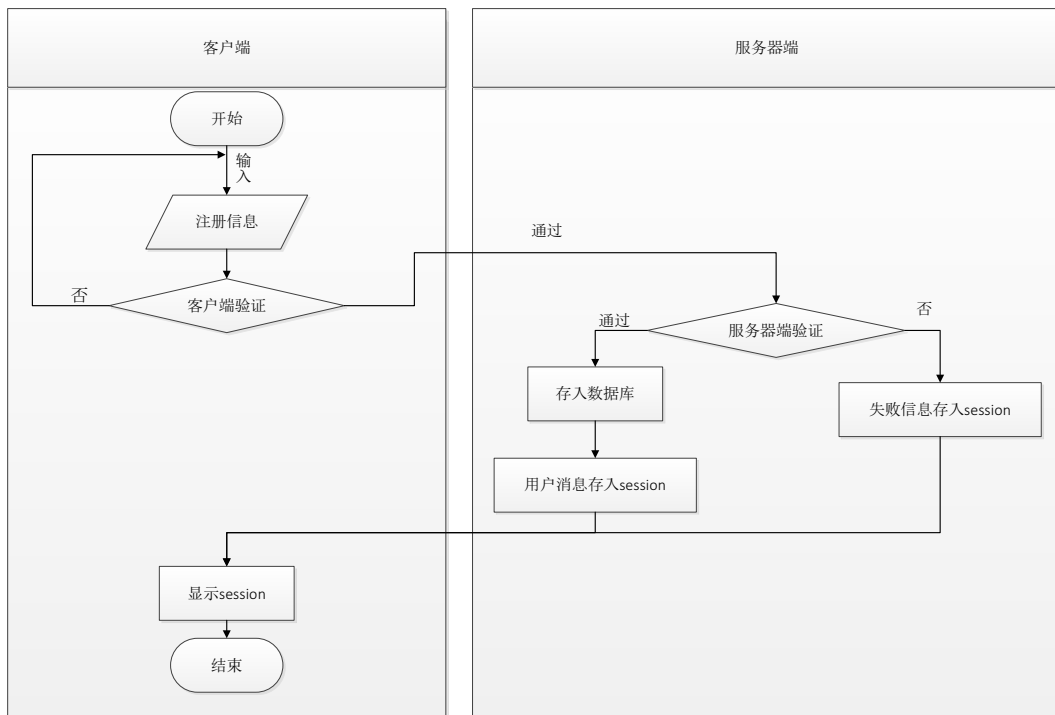 客户端
服务器端
开始
输
入
注册信息
通过
否
客户端验证
通过
服务器端验证
否
存入数据库
失败信息存入session
用户消息存入session
显示session
结束